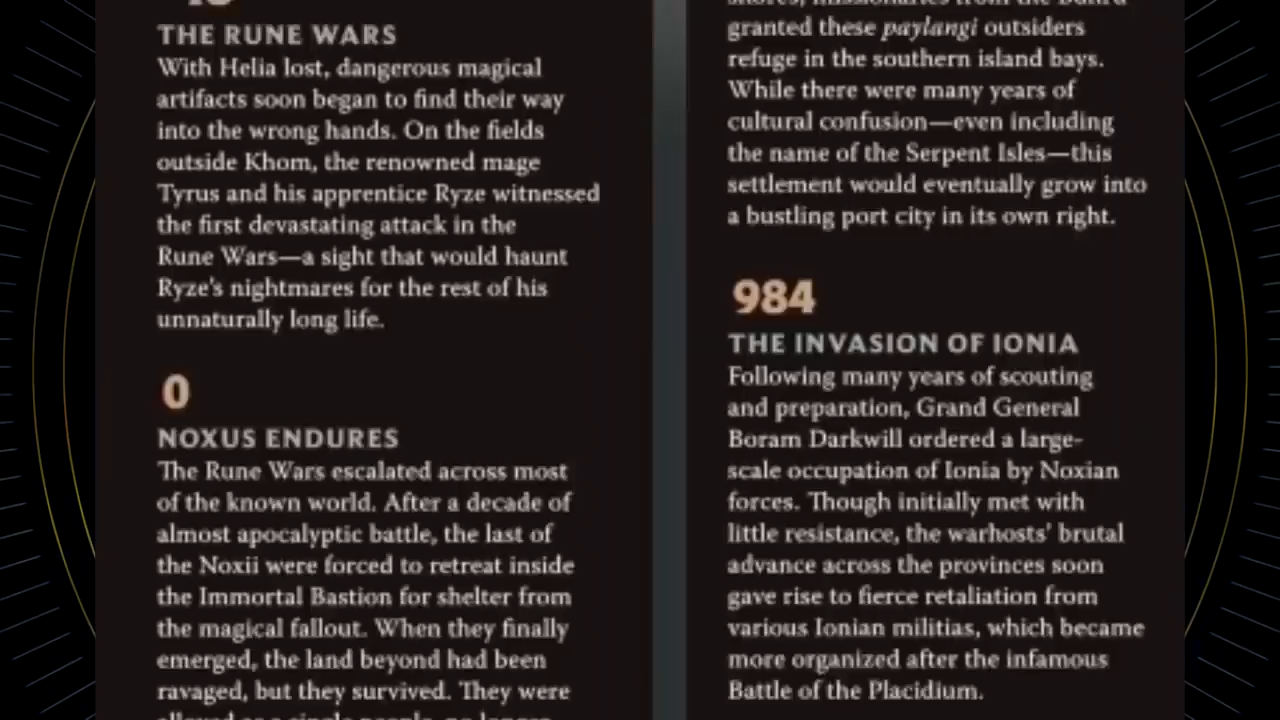 THE RUNE WARS
With Helia lost, dangerous magical
artifacts soon began to find their way
into the wrong hands. On the fields
outside Khom, the renowned mage
Tyrus and his apprentice Ryze witnessed
the first devastating attack in the
Rune Wars—a sight that would haunt
Ryze's nightmares for the rest of his
unnaturally long life.
0
NOXUS ENDURES
The Rune Wars escalated across most
of the known world. After a decade of
almost apocalyptic battle, the last of
the Noxii were forced to retreat inside
the Immortal Bastion for shelter from
the magical fallout. When they finally
emerged, the land beyond had been
ravaged, but they survived. They were
granted these paylangi outsiders
refuge in the southern island bays.
While there were many years of
cultural confusion—even including
the name of the Serpent Isles—this
settlement would eventually grow into
a bustling port city in its own right.
984
THE INVASION OF IONIA
Following many years of scouting
and preparation, Grand General
Boram Darkwill ordered a large-
scale occupation of Ionia by Noxian
forces. Though initially met with
little resistance, the warhosts' brutal
advance across the provinces soon
gave rise to fierce retaliation from
various Ionian militias, which became
more organized after the infamous
Battle of the Placidium.